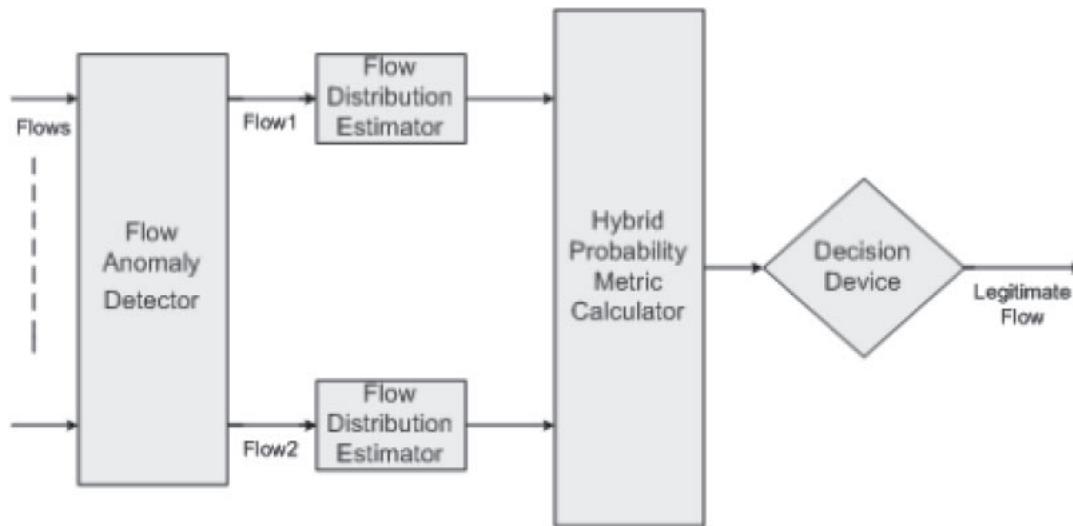 Flows
Flow
Anomaly
Detector
Flow1
Flow
Distribution
Estimator
Flow2
Flow
Distribution
Estimator
Hybrid
Probability
Metric
Calculator
Decision
Device
Legitimate
Flow